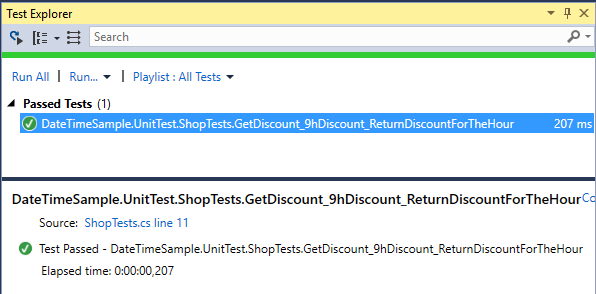 Test Explorer
Search
Run All | Run... | Playlist : All Tests
Passed Tests (1)
DateTimeSample.UnitTest.ShopTests.GetDiscount_9hDiscount_ReturnDiscountForTheHour 207 ms
DateTimeSample.UnitTest.ShopTests.GetDiscount_9hDiscount_ReturnDiscountForTheHour Co
Source: ShopTests.cs line 11
Test Passed - DateTimeSample.UnitTest.ShopTests.GetDiscount_9hDiscount_ReturnDiscountForTheHour
Elapsed time: 0:00:00,207